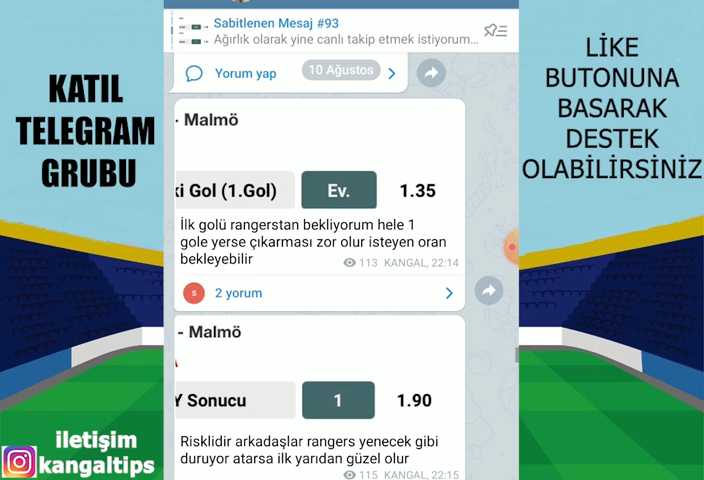 Sabitlenen Mesaj #93
Ağırlık olarak yine canlı takip etmek istiyorum...
Yorum yap
10 Ağustos
- Malmö
ki Gol (1.Gol)
Ev.
1.35
İlk golü rangerstan bekliyorum hele 1
gole yerse çıkarması zor olur isteyen oran
bekleyebilir
113 KANGAL, 22:14
s
2 yorum
- Malmö
Y Sonucu
1
1.90
Risklidir arkadaşlar rangers yenecek gibi
duruyor atarsa ilk yarıdan güzel olur
115 KANGAL, 22:15
KATIL
TELEGRAM
GRUBU
iletişim
kangaltips
LİKE
BUTONUNA
BASARAK
DESTEK
OLABİLİRSİNİZ